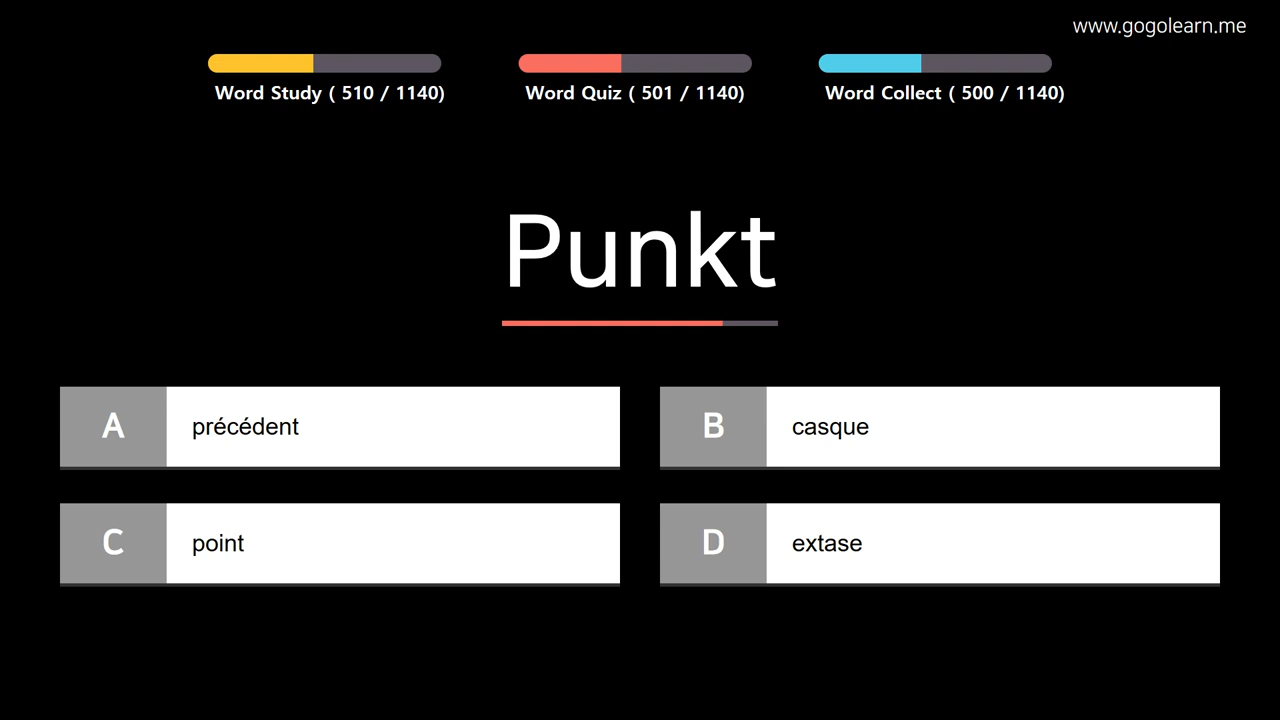 www.gogolearn.me
Word Study ( 510 / 1140)
Word Quiz ( 501 / 1140)
Word Collect ( 500 / 1140)
Punkt
A précédent
B casque
C point
D extase